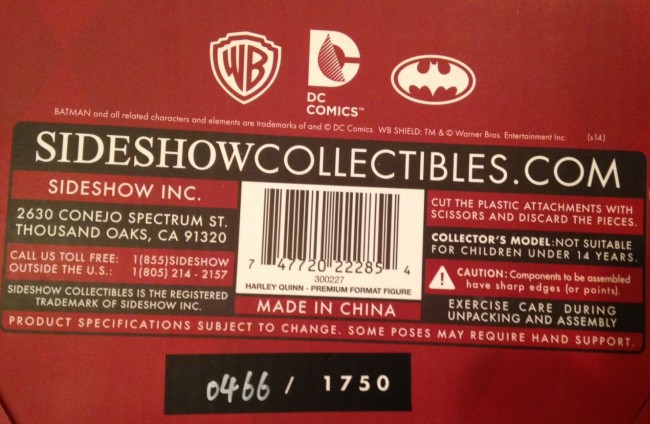 WB
DC
COMICS™
BATMAN and all related characters and elements are trademarks of and © DC Comics. WB SHIELD: TM & © Warner Bros. Entertainment Inc. (s14)
SIDESHOWCOLLECTIBLES.COM
SIDESHOW INC.
2630 CONEJO SPECTRUM ST.
THOUSAND OAKS, CA 91320
CALL US TOLL FREE: 1(855)SIDESHOW
OUTSIDE THE U.S.: 1(805) 214 - 2157
SIDESHOW COLLECTIBLES IS THE REGISTERED
TRADEMARK OF SIDESHOW INC.
7 47720 22285 4
300227
HARLEY QUINN - PREMIUM FORMAT FIGURE
MADE IN CHINA
CUT THE PLASTIC ATTACHMENTS WITH
SCISSORS AND DISCARD THE PIECES.
COLLECTOR'S MODEL:NOT SUITABLE
FOR CHILDREN UNDER 14 YEARS.
CAUTION: Components to be assembled
have sharp edges (or points).
EXERCISE CARE DURING
UNPACKING AND ASSEMBLY
PRODUCT SPECIFICATIONS SUBJECT TO CHANGE. SOME POSES MAY REQUIRE HAND SUPPORT.
0466 / 1750